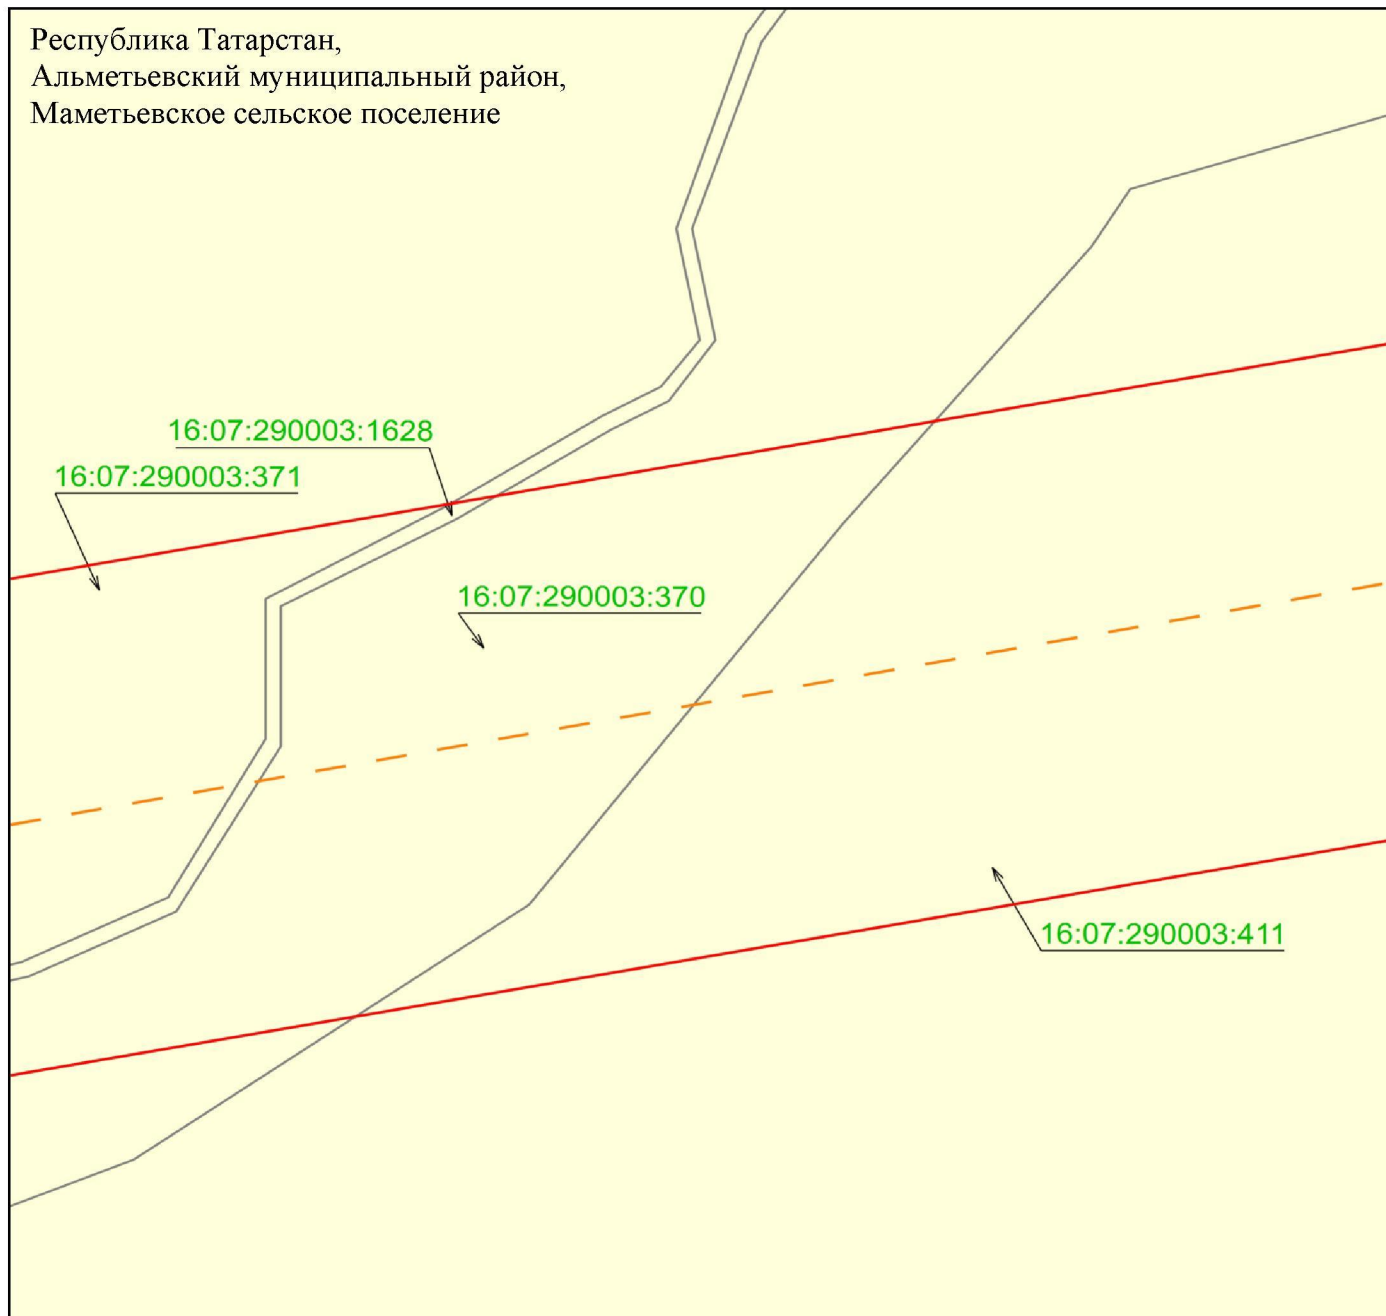 Республика Татарстан,
Альметьевский муниципальный район,
Маметьевское сельское поселение
16:07:290003:1628
16:07:290003:371
16:07:290003:370
16:07:290003:411